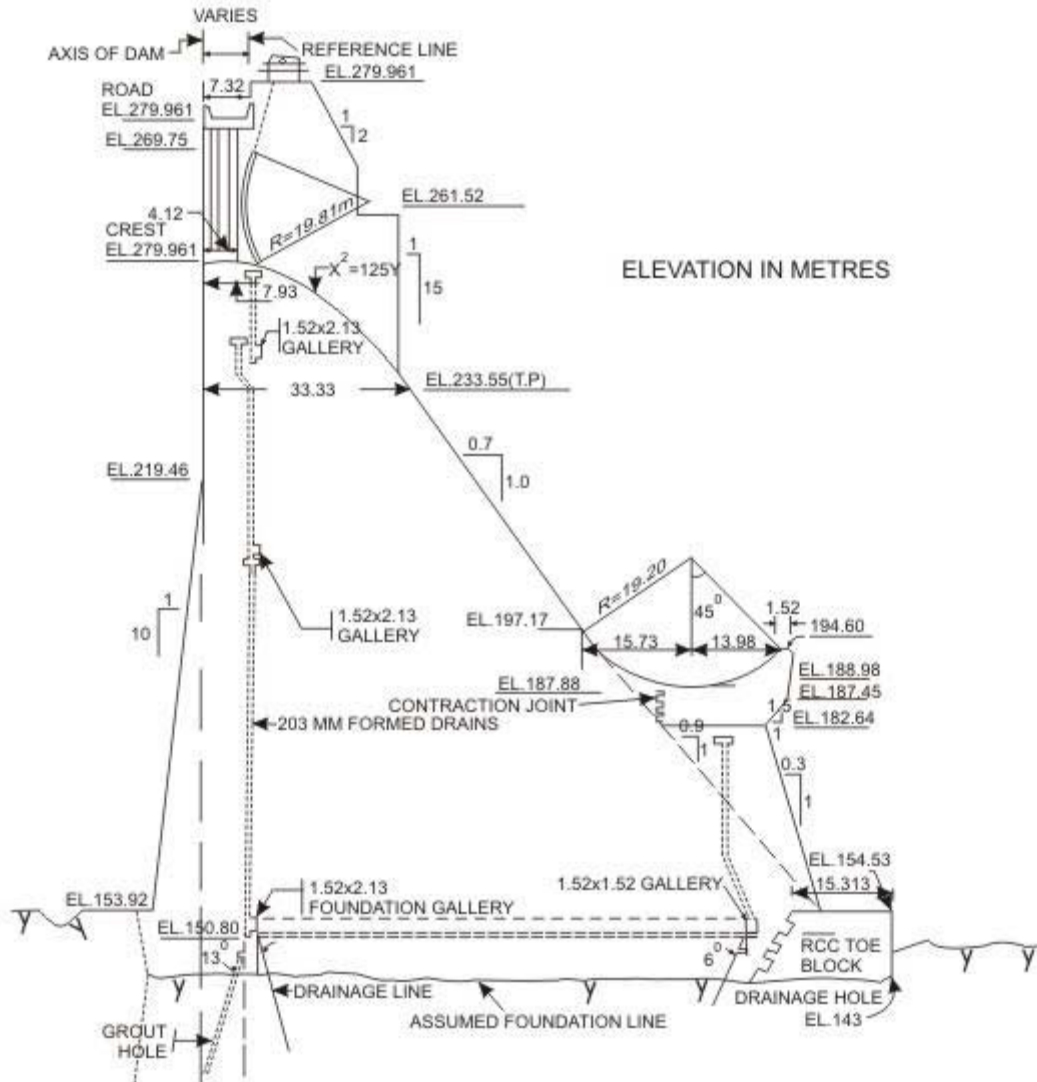 VARIES
AXIS OF DAM
REFERENCE LINE
EL.279.961
7.32
ROAD
EL.279.961
1
2
EL.269.75
EL.261.52
4.12
CREST
EL.279.961
R=19.81m
1
15
X²=125Y
ELEVATION IN METRES
7.93
1.52x2.13
GALLERY
33.33
EL.233.55(T.P)
0.7
1.0
EL.219.46
1
10
1.52x2.13
GALLERY
R=19.20
45⁰
1.52
EL.197.17
15.73
13.98
194.60
EL.188.98
EL.187.45
EL.187.88
CONTRACTION JOINT
1.5
1
EL.182.64
203 MM FORMED DRAINS
0.9
1
0.3
1
EL.154.53
15.313
EL.153.92
1.52x2.13
FOUNDATION GALLERY
1.52x1.52 GALLERY
EL.150.80
13⁰
6⁰
RCC TOE
BLOCK
DRAINAGE LINE
DRAINAGE HOLE
EL.143
ASSUMED FOUNDATION LINE
GROUT
HOLE